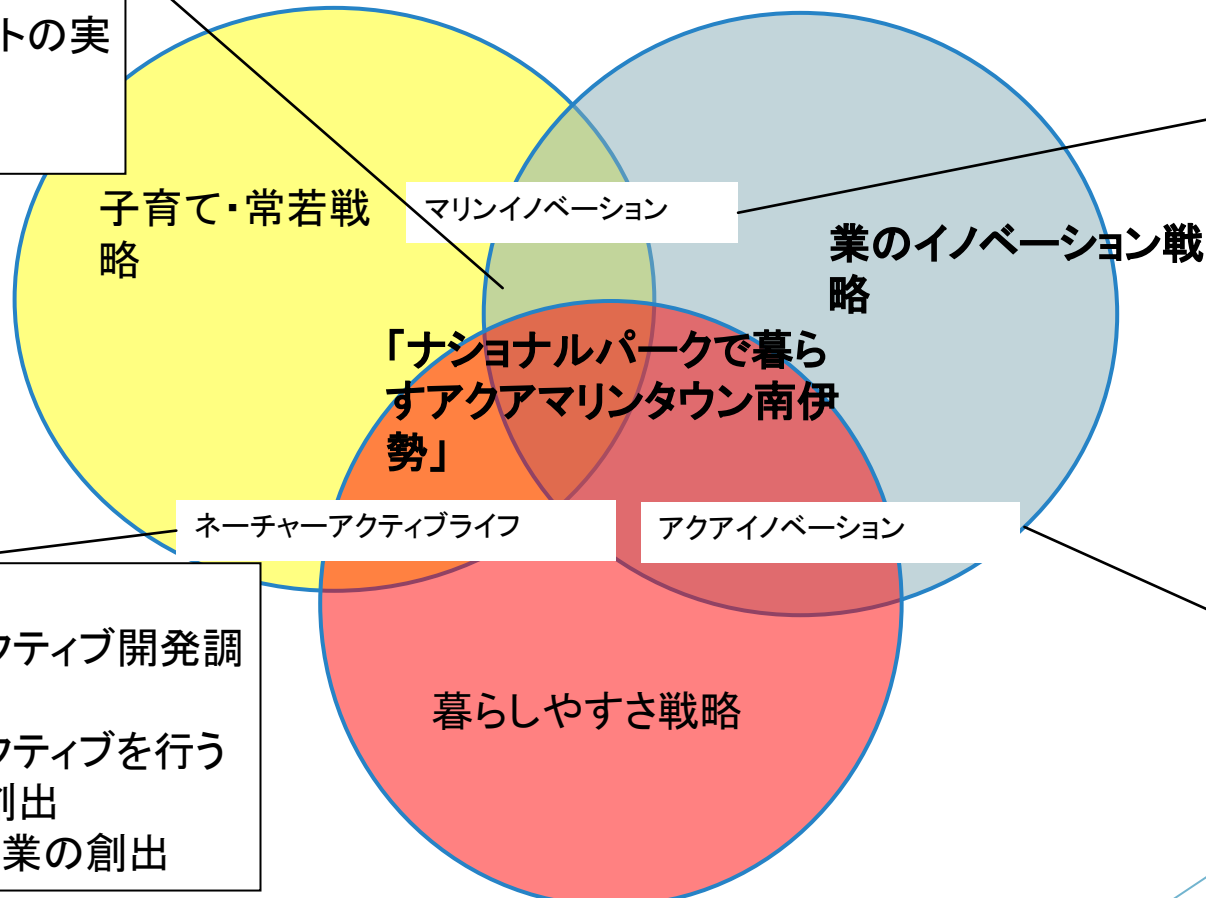 トの実
子育て・常若戦
略
マリンイノベーション
業のイノベーション戦
略
「ナショナルパークで暮ら
すアクアマリンタウン南伊
勢」
ネーチャーアクティブライフ
アクアイノベーション
クティブ開発調
クティブを行う
創出
業の創出
暮らしやすさ戦略